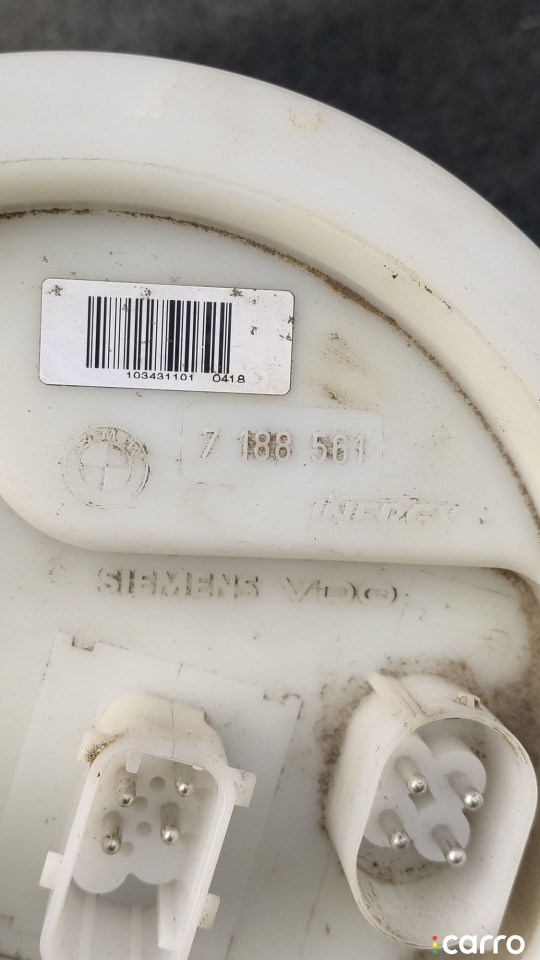 103431101 0418
7 188 561
INERGY
SIEMENS VDO
carro